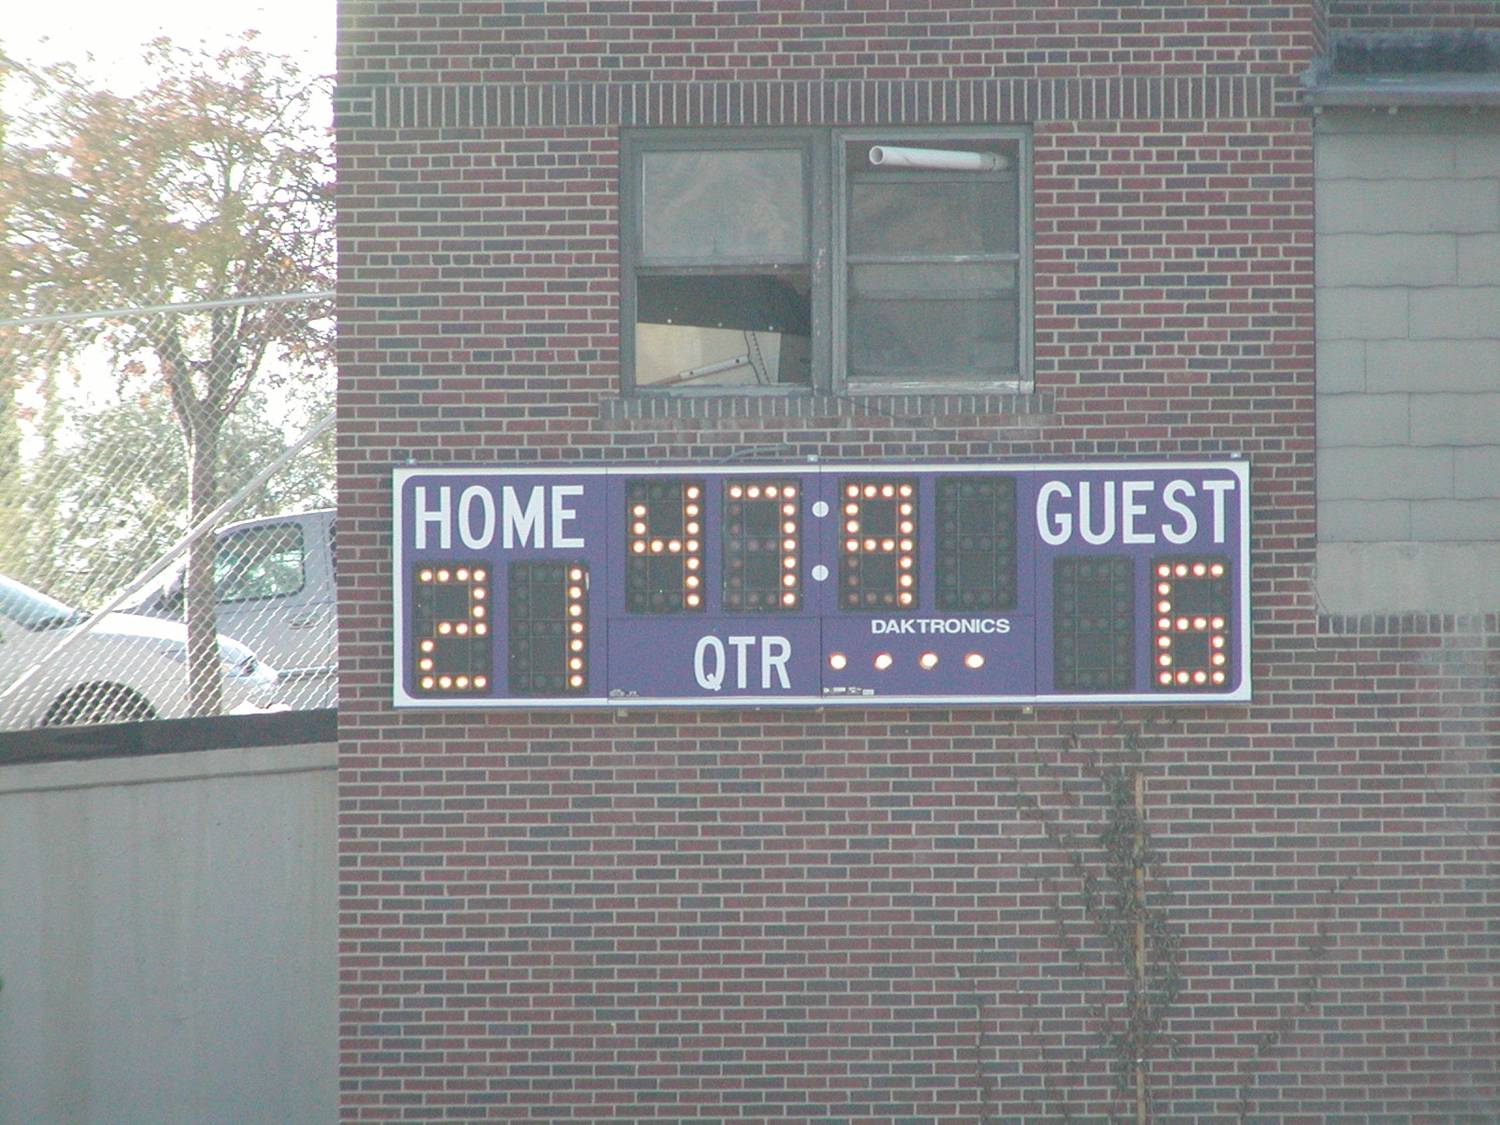 HOME 47:9 GUEST
21 6
DAKTRONICS
QTR